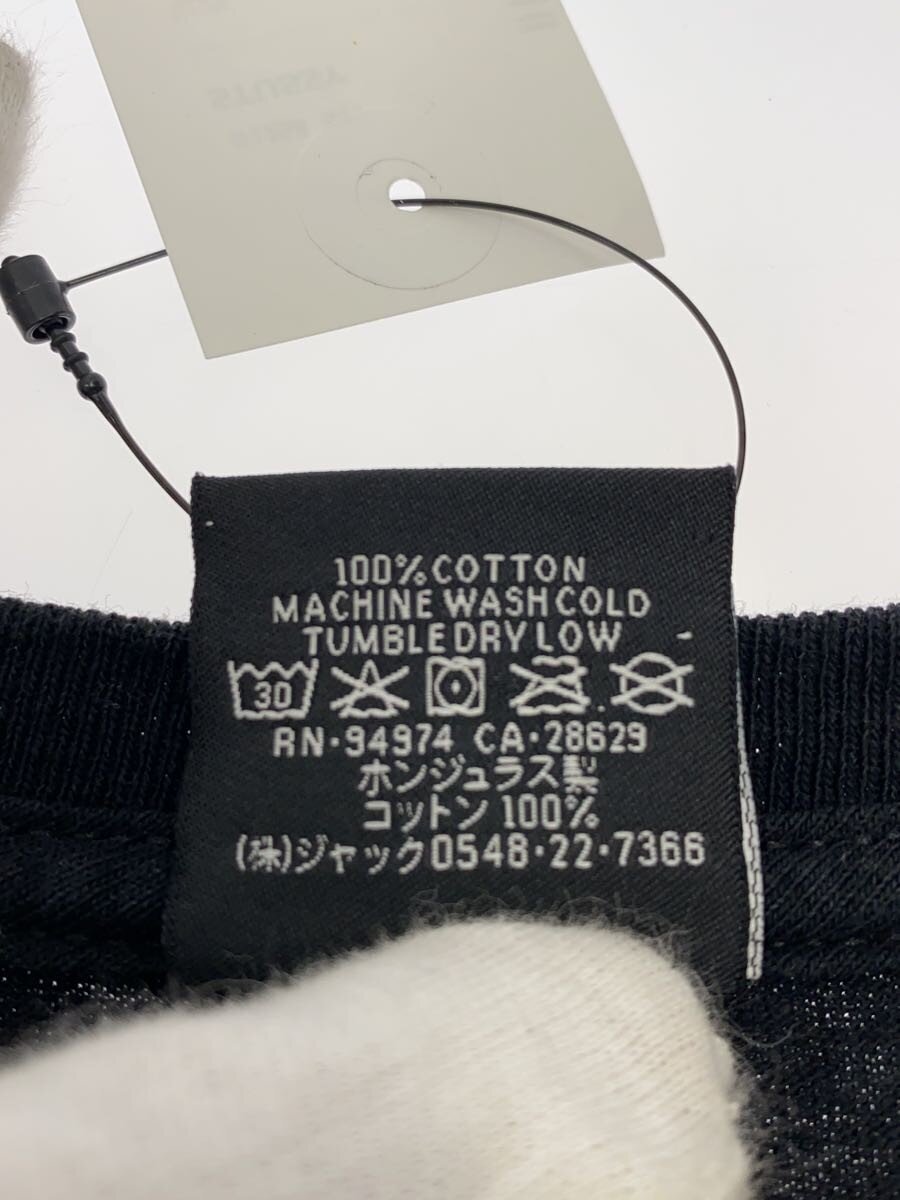 100% COTTON
MACHINE WASH COLD
TUMBLE DRY LOW
30
RN·94974 CA·28629
ホンジュラス製
コットン 100%
(株)ジャック0548·22·7366